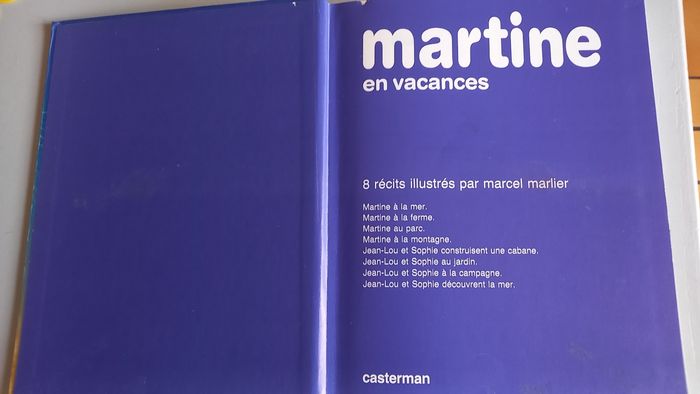 martine
en vacances
8 récits illustrés par marcel marlier
Martine à la mer.
Martine à la ferme.
Martine au parc.
Martine à la montagne.
Jean-Lou et Sophie construisent une cabane.
Jean-Lou et Sophie au jardin.
Jean-Lou et Sophie à la campagne.
Jean-Lou et Sophie découvrent la mer.
casterman